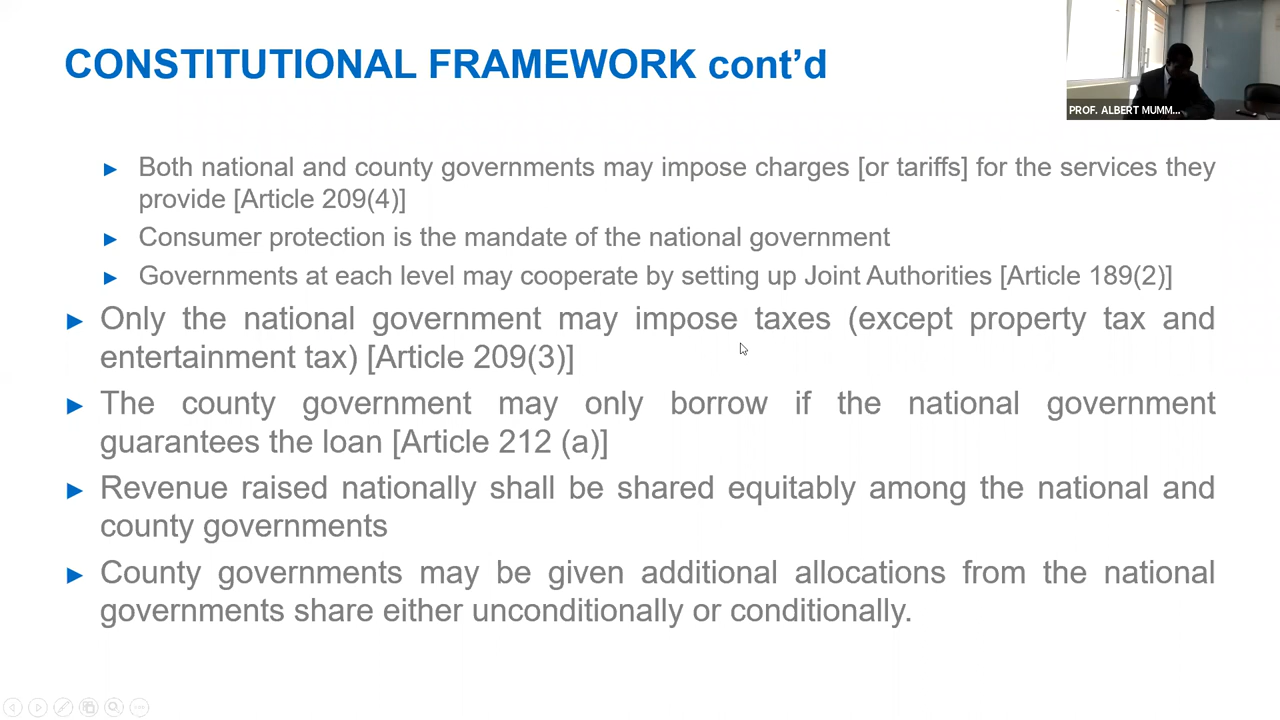 CONSTITUTIONAL FRAMEWORK cont’d
PROF. ALBERT MUMM...
► Both national and county governments may impose charges [or tariffs] for the services they
provide [Article 209(4)]
► Consumer protection is the mandate of the national government
► Governments at each level may cooperate by setting up Joint Authorities [Article 189(2)]
► Only the national government may impose taxes (except property tax and
entertainment tax) [Article 209(3)]
► The county government may only borrow if the national government
guarantees the loan [Article 212 (a)]
► Revenue raised nationally shall be shared equitably among the national and
county governments
► County governments may be given additional allocations from the national
governments share either unconditionally or conditionally.